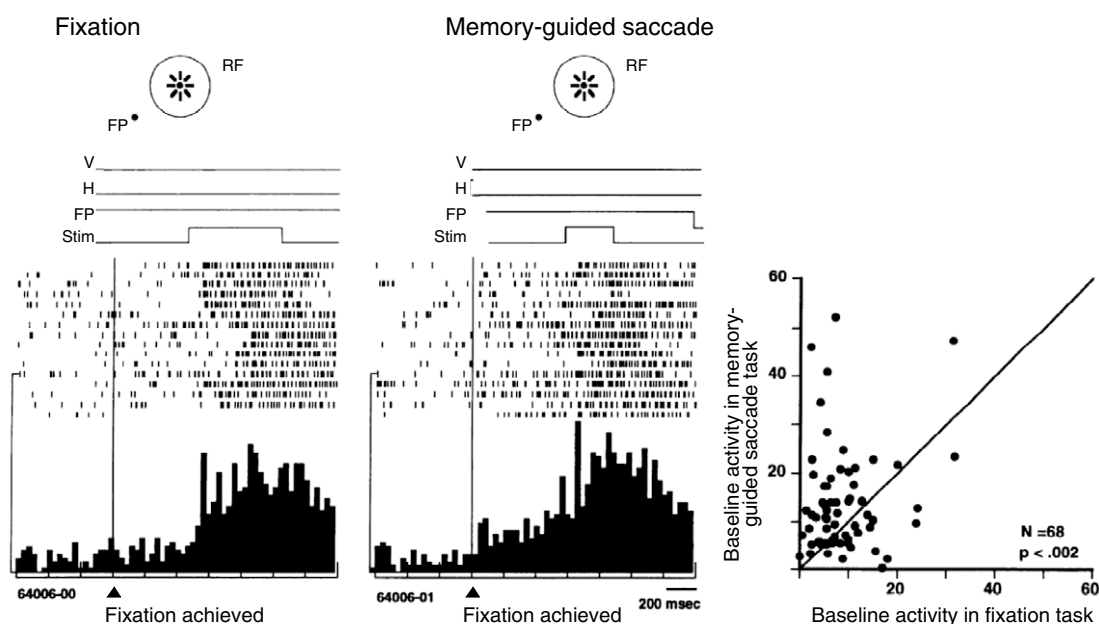 Fixation
RF
FP
V
H
FP
Stim
64006-00
Fixation achieved
Memory-guided saccade
RF
FP
V
H
FP
Stim
64006-01
200 msec
Fixation achieved
Baseline activity in memory-
guided saccade task
60
40
20
N =68
p < .002
20
40
60
Baseline activity in fixation task